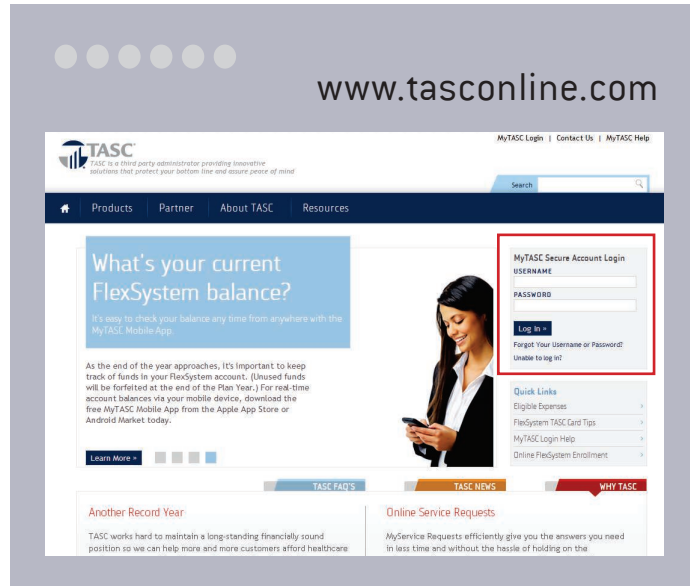 www.tasconline.com
MyTASC Login | Contact Us | MyTASC Help
TASC
TASC is a third party administrator providing innovative
solutions that protect your bottom line and assure peace of mind
Search
Products Partner About TASC Resources
What's your current
FlexSystem balance?
It's easy to check your balance any time from anywhere with the
MyTASC Mobile App.
As the end of the year approaches, it's important to keep
track of funds in your FlexSystem account. (Unused funds
will be forfeited at the end of the Plan Year.) For real-time
account balances via your mobile device, download the
free MyTASC Mobile App from the Apple App Store or
Android Market today.
Learn More »
MyTASC Secure Account Login
USERNAME
PASSWORD
Log In »
Forgot Your Username or Password?
Unable to log in?
Quick Links
Eligible Expenses
FlexSystem TASC Card Tips
MyTASC Login Help
Online FlexSystem Enrollment
TASC FAQ'S TASC NEWS WHY TASC
Another Record Year
TASC works hard to maintain a long-standing financially sound
position so we can help more and more customers afford healthcare
Online Service Requests
MyService Requests efficiently give you the answers you need
in less time and without the hassle of holding on the